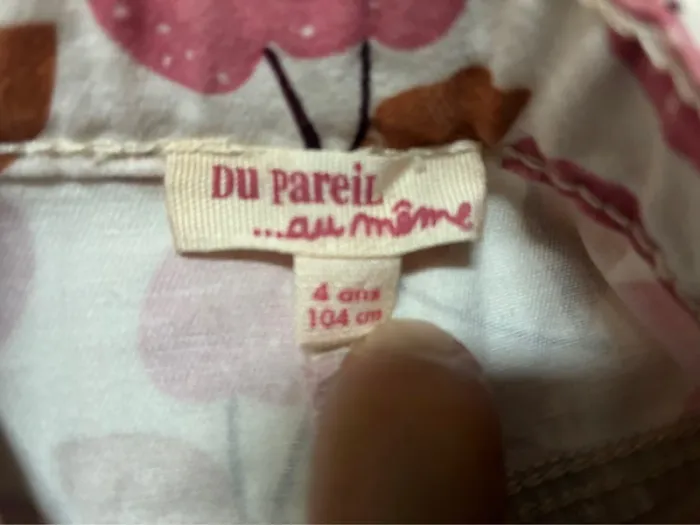 DU PAREIL
...au même
4 ans
104 cm